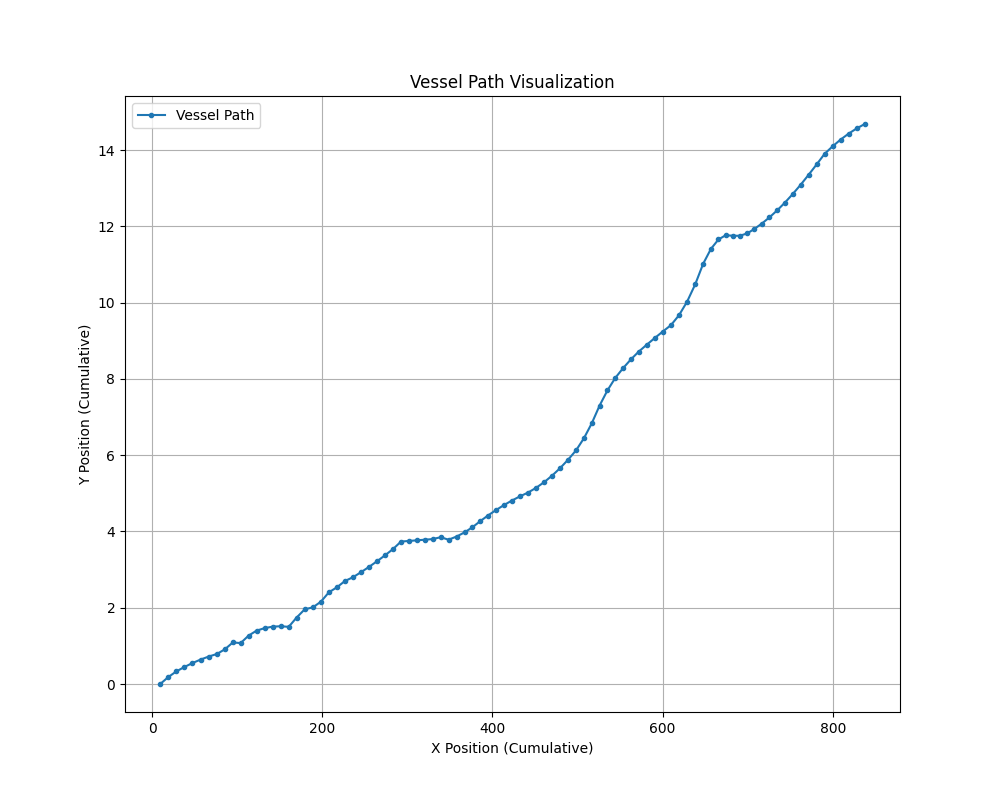 Vessel Path Visualization
Vessel Path
Y Position (Cumulative)
14
12
10
8
6
4
2
0
0 200 400 600 800
X Position (Cumulative)